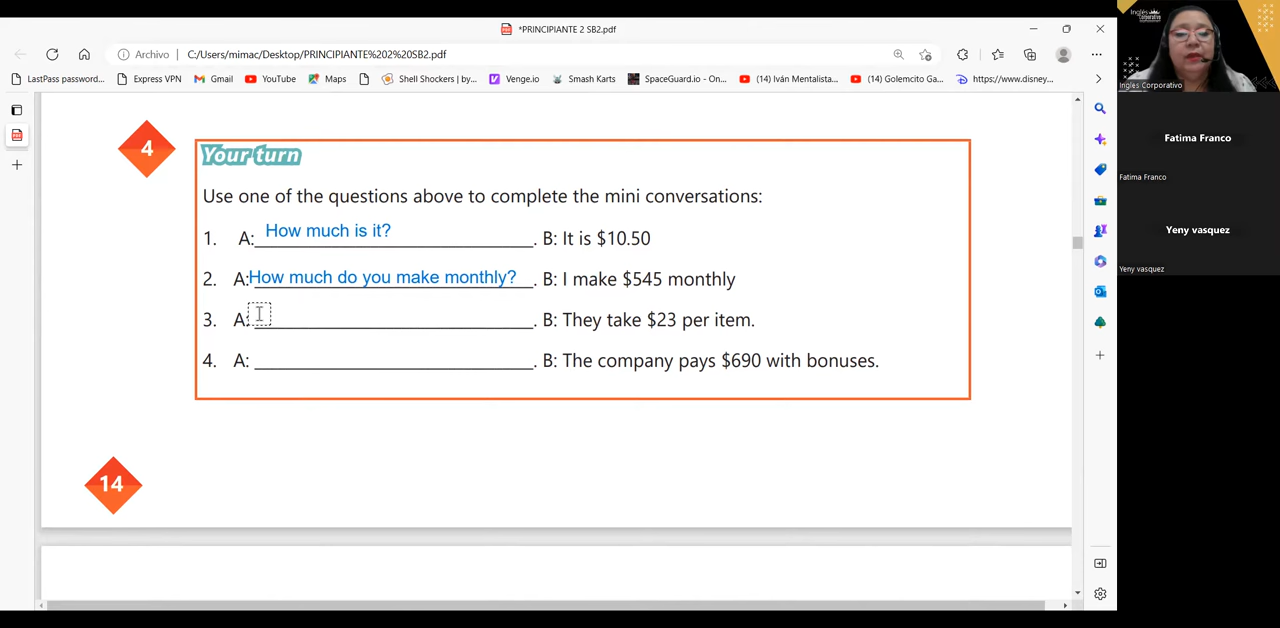 *PRINCIPIANTE 2 SB2.pdf
Archivo
C:/Users/mimac/Desktop/PRINCIPIANTE%202%20SB2.pdf
LastPass password...
Express VPN
Gmail
YouTube
Maps
Shell Shockers | by...
Venge.io
Smash Karts
SpaceGuard.io - On...
(14) Iván Mentalista...
(14) Golemcito Ga...
https://www.disney...
4
Your turn
Use one of the questions above to complete the mini conversations:
1. A: How much is it? . B: It is $10.50
2. A: How much do you make monthly? . B: I make $545 monthly
3. A: . B: They take $23 per item.
4. A: . B: The company pays $690 with bonuses.
14
Inglés
Corporativo
Inglés Corporativo
Fatima Franco
Fatima Franco
Yeny vasquez
Yeny vasquez